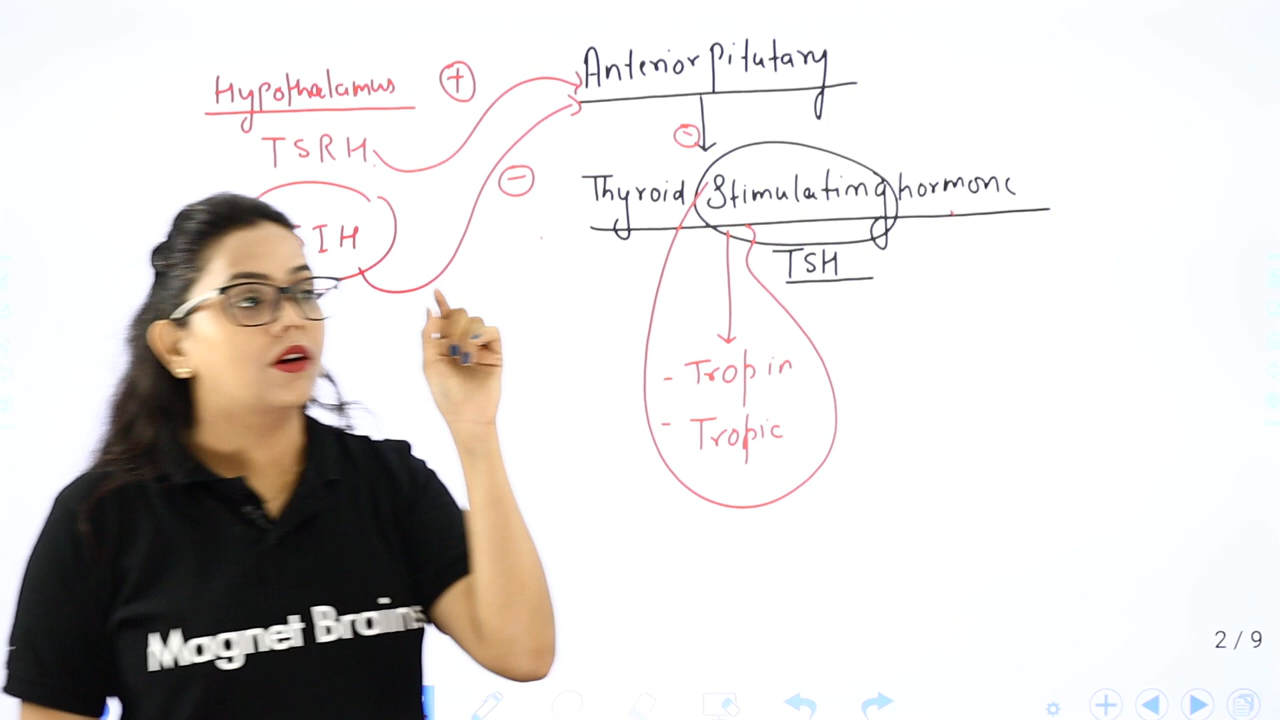 Hypothalamus +
TSRH
IH
−
Anterior pitutary
−
Thyroid Stimulating hormone
TSH
- Tropin
- Tropic
Magnet Brains
2 / 9